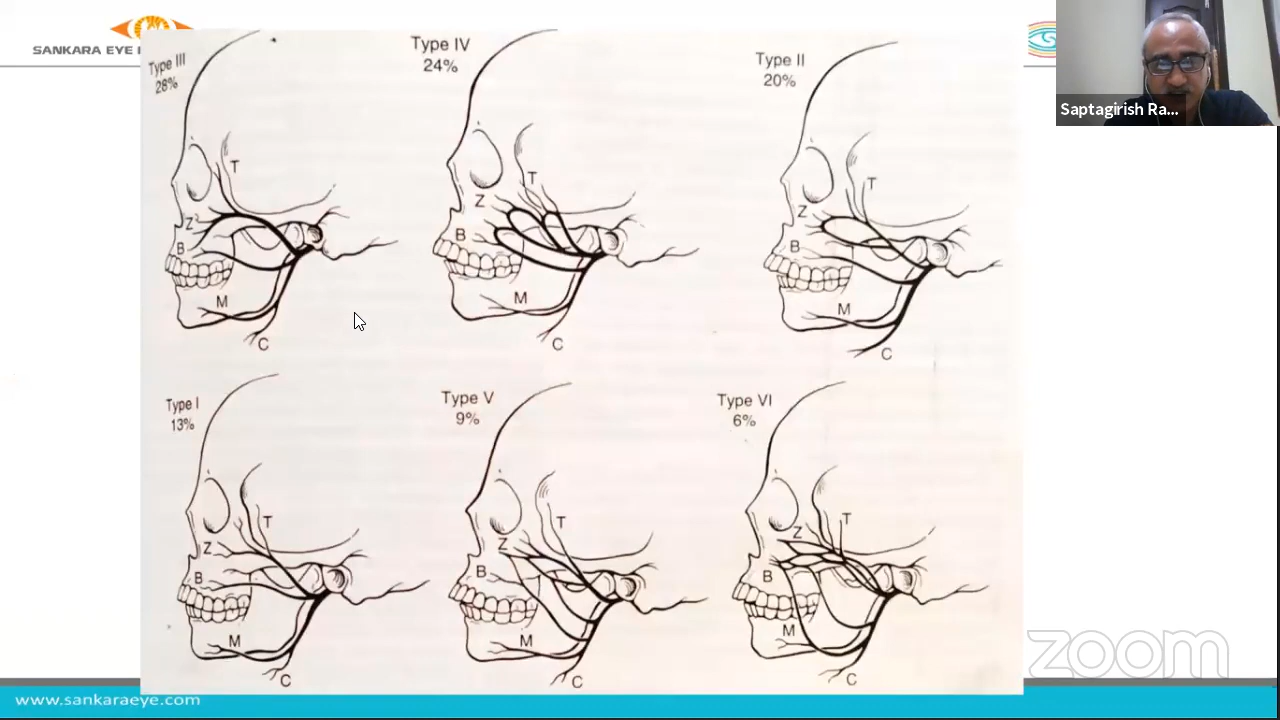 SANKARA EYE
Type III
28%
T
Z
B
M
C
Type IV
24%
T
Z
B
M
C
Type II
20%
T
Z
B
M
C
Type I
13%
T
Z
B
M
C
Type V
9%
T
Z
B
M
C
Type VI
6%
T
Z
B
M
C
Saptagirish Ra...
zoom
www.sankaraeye.com